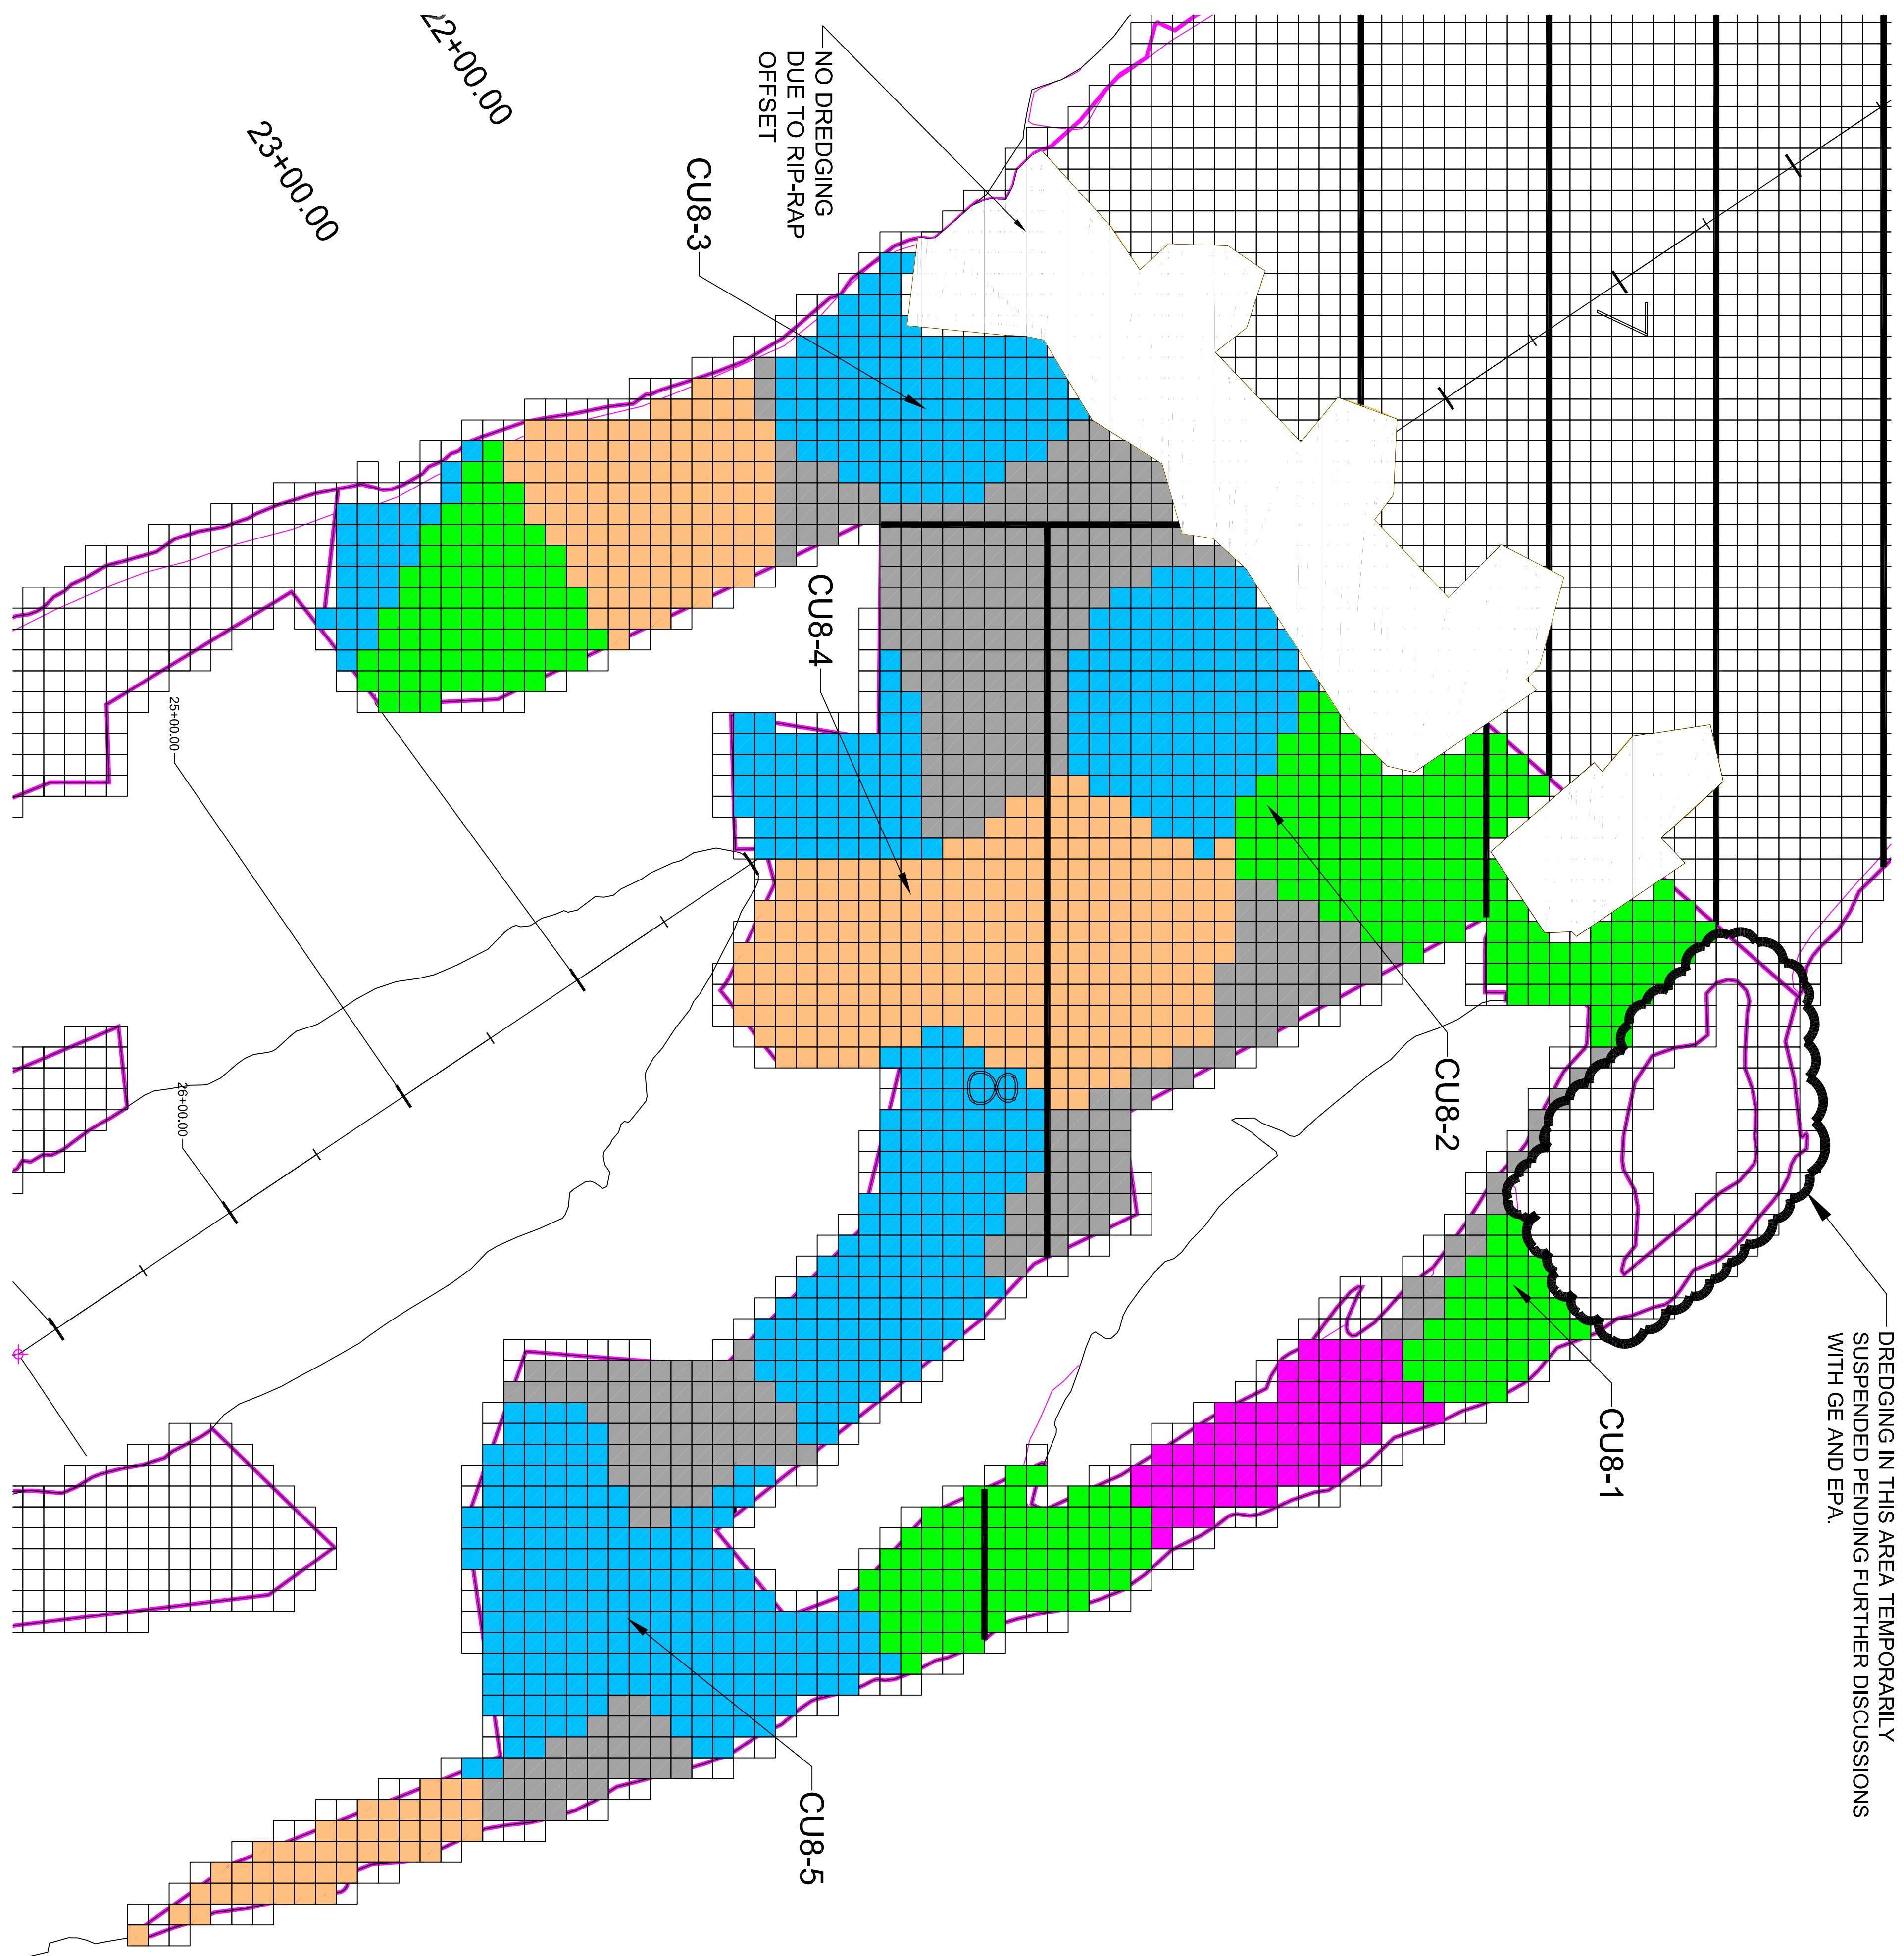 22+00.00
23+00.00
NO DREDGING
DUE TO RIP-RAP
OFFSET
CU8-3
7
CU8-4
25+00.00
CU8-2
8
26+00.00
DREDGING IN THIS AREA TEMPORARILY
SUSPENDED PENDING FURTHER DISCUSSIONS
WITH GE AND EPA.
CU8-1
CU8-5